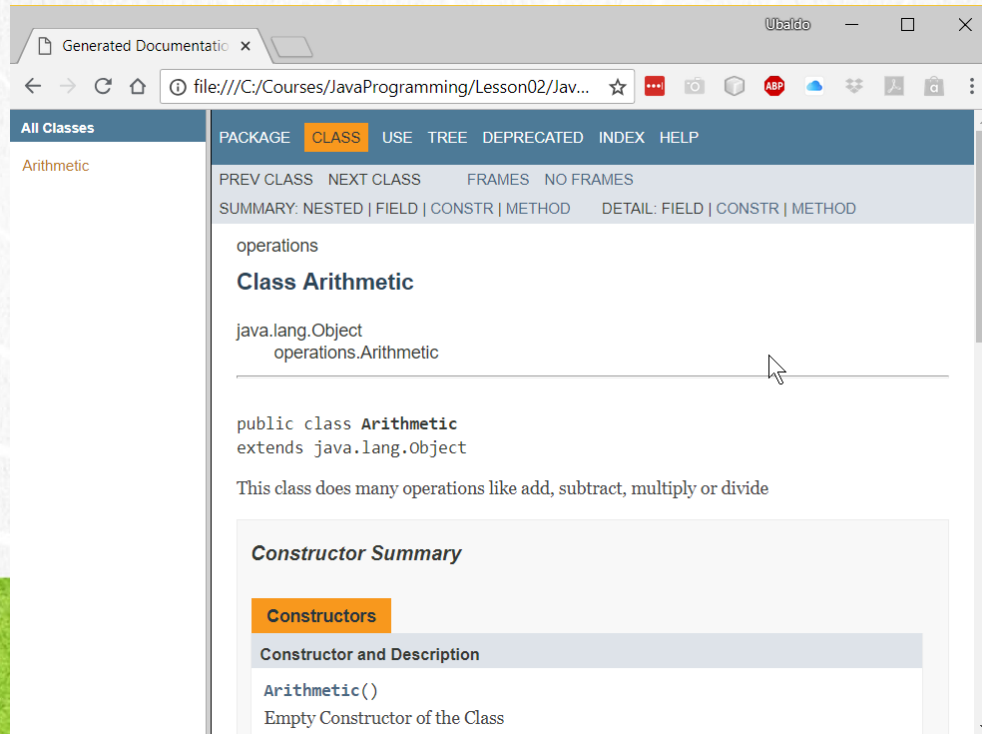 Ubaldo
Generated Documentatio
file:///C:/Courses/JavaProgramming/Lesson02/Jav...
ABP
All Classes
Arithmetic
PACKAGE CLASS USE TREE DEPRECATED INDEX HELP
PREV CLASS NEXT CLASS FRAMES NO FRAMES
SUMMARY: NESTED | FIELD | CONSTR | METHOD DETAIL: FIELD | CONSTR | METHOD
operations
Class Arithmetic
java.lang.Object
operations.Arithmetic
public class Arithmetic
extends java.lang.Object
This class does many operations like add, subtract, multiply or divide
Constructor Summary
Constructors
Constructor and Description
Arithmetic()
Empty Constructor of the Class